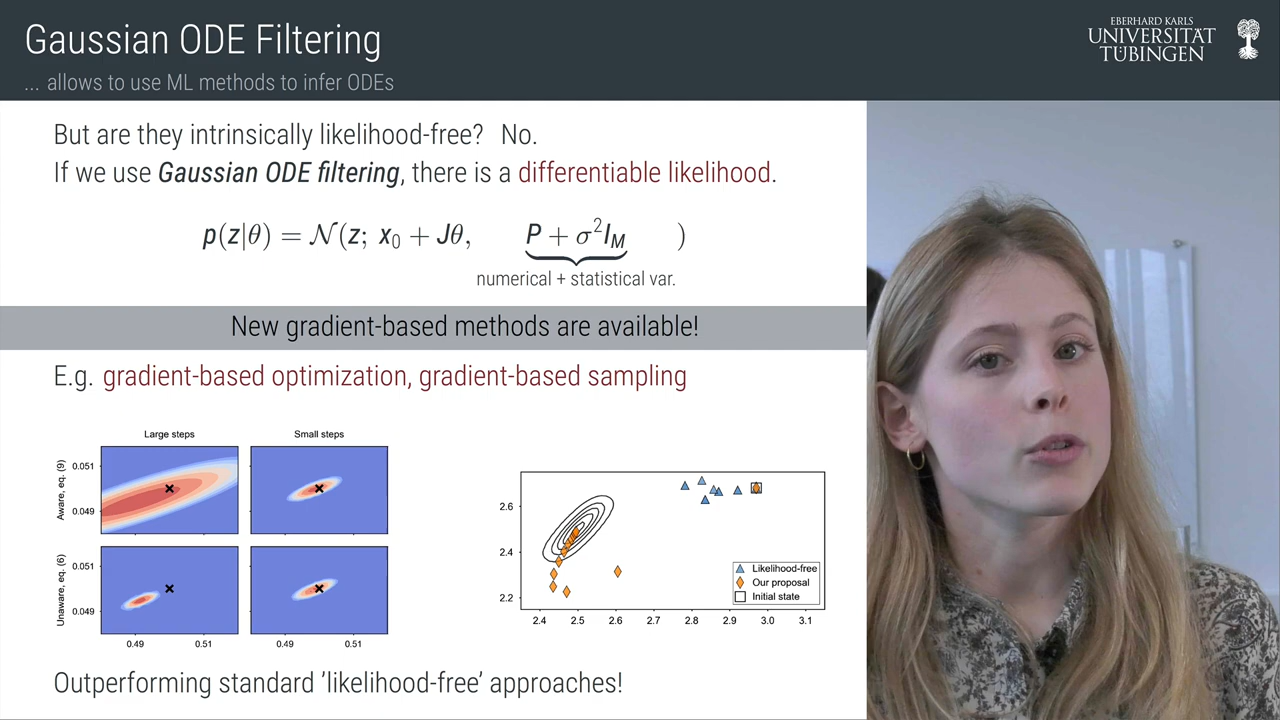 Gaussian ODE Filtering
... allows to use ML methods to infer ODEs
EBERHARD KARLS
UNIVERSITÄT
TÜBINGEN
But are they intrinsically likelihood-free? No.
If we use Gaussian ODE filtering, there is a differentiable likelihood.
p(z|θ) = 𝒩(z; x₀ + Jθ, P + σ²I_M )
numerical + statistical var.
New gradient-based methods are available!
E.g. gradient-based optimization, gradient-based sampling
Large steps
Small steps
Aware, eq. (9)
0.051
0.049
Unaware, eq. (6)
0.051
0.049
0.49 0.51 0.49 0.51
2.6
2.4
2.2
Likelihood-free
Our proposal
Initial state
2.4 2.5 2.6 2.7 2.8 2.9 3.0 3.1
Outperforming standard 'likelihood-free' approaches!